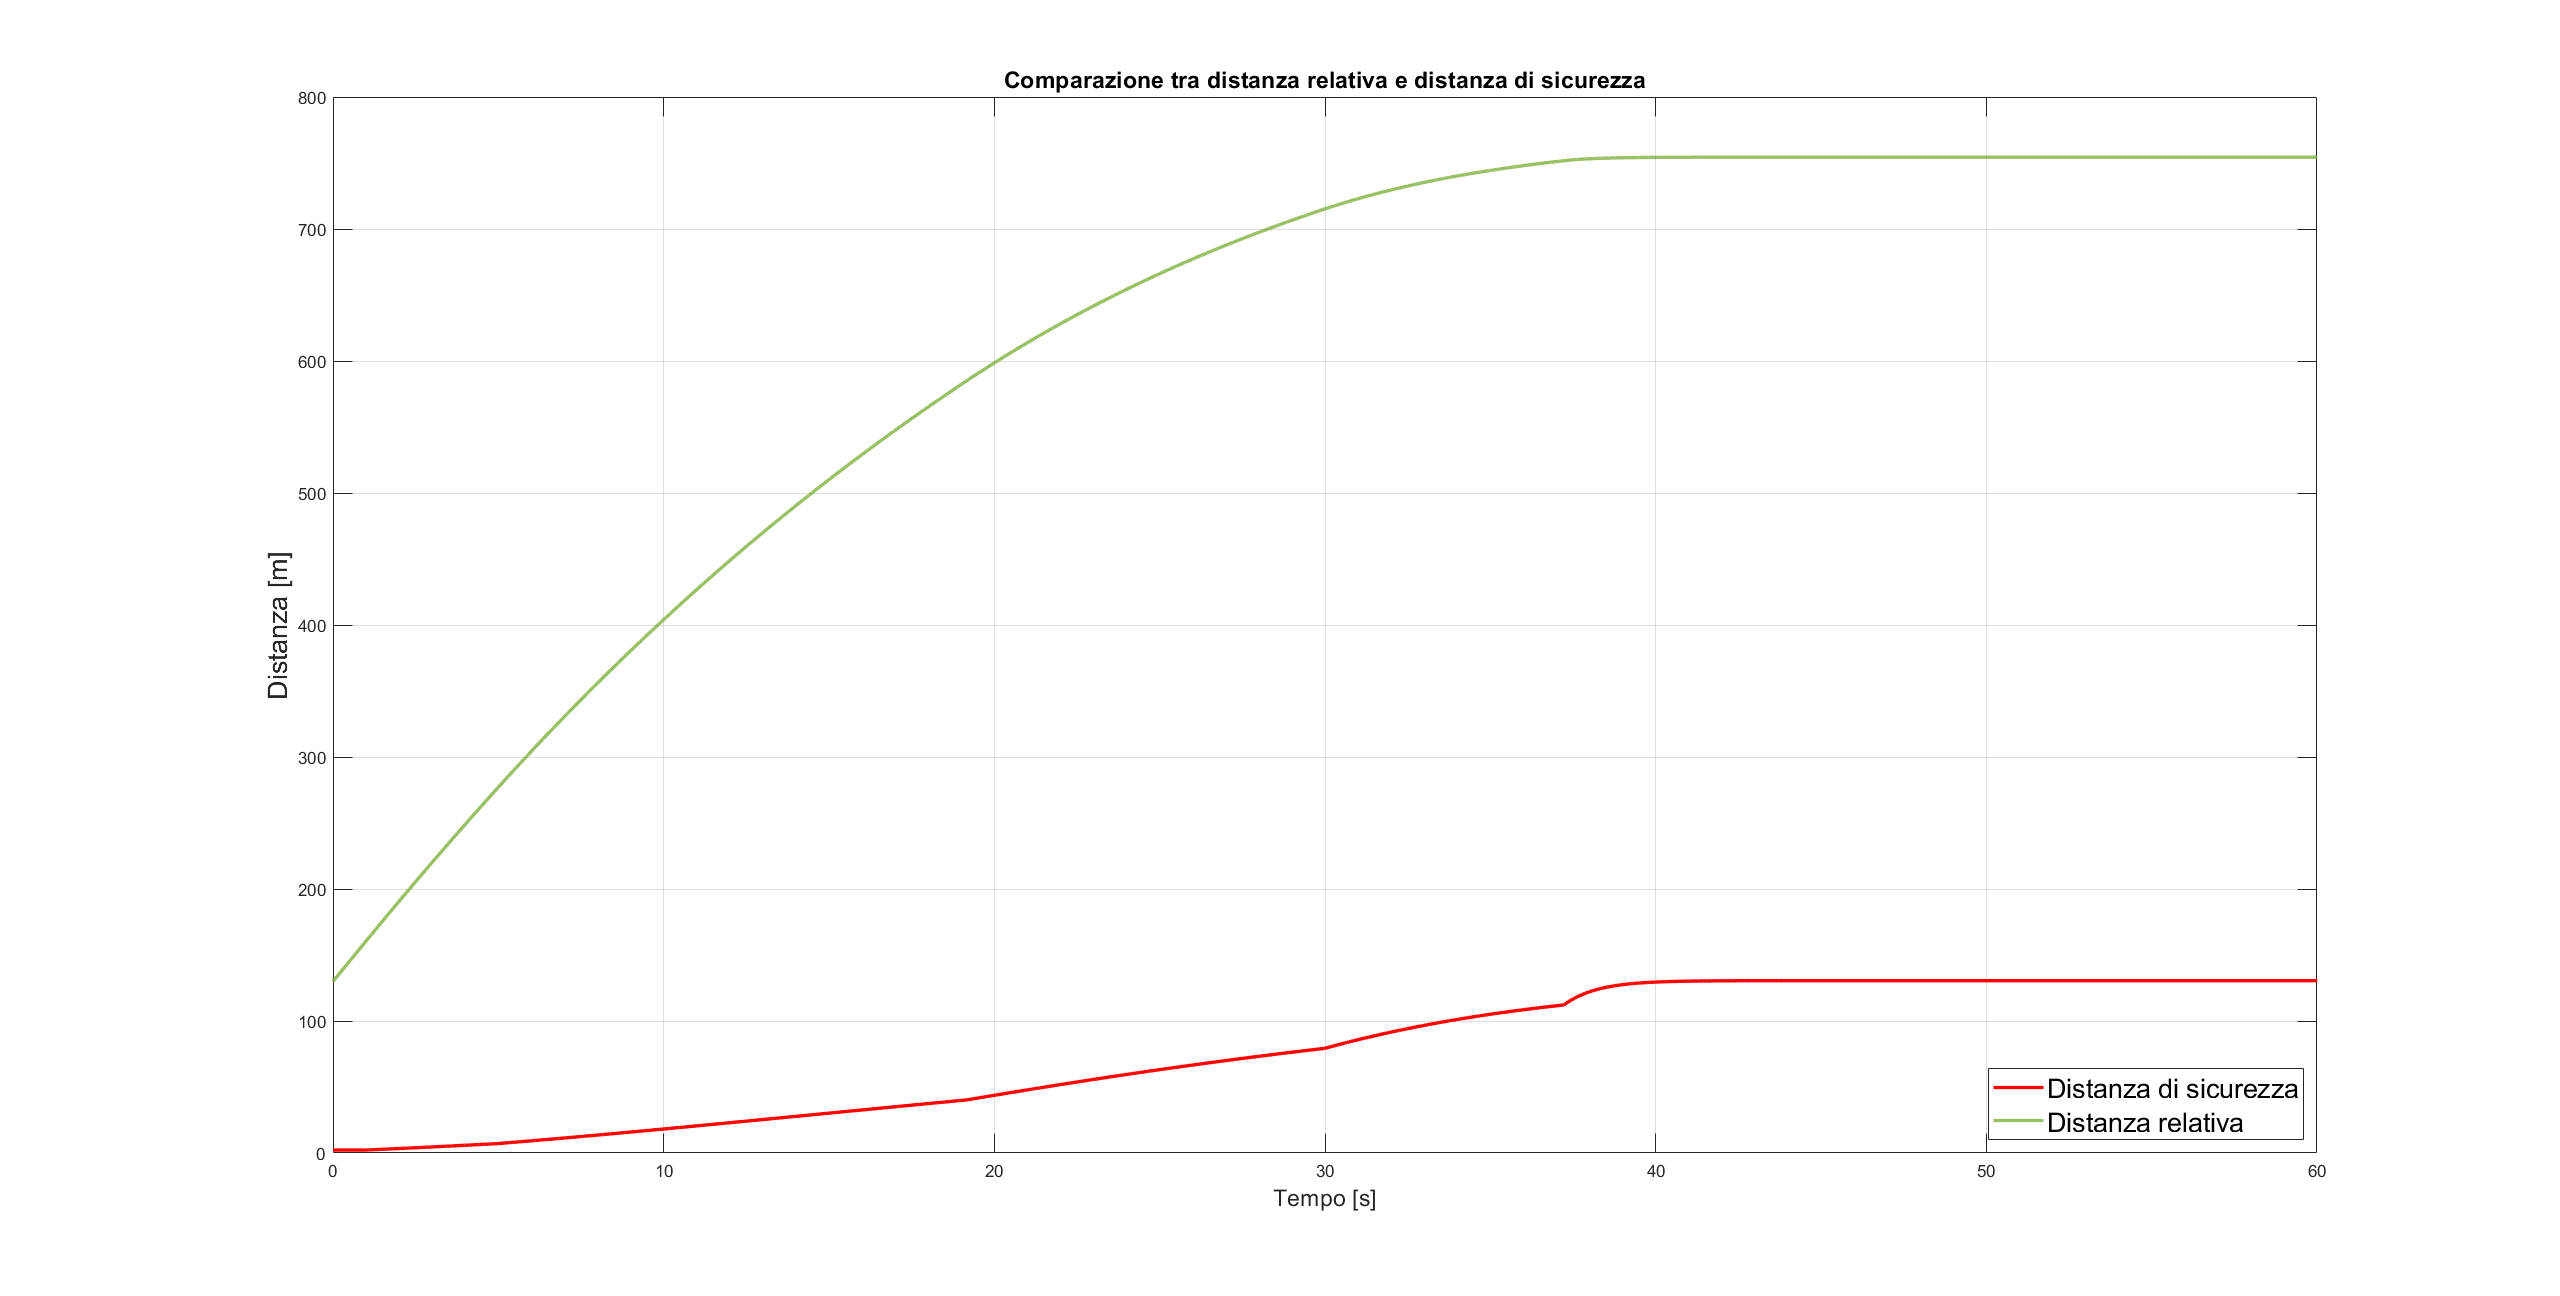 Comparazione tra distanza relativa e distanza di sicurezza
800
700
600
500
400
300
200
100
0
Distanza [m]
0 10 20 30 40 50 60
Tempo [s]
Distanza di sicurezza
Distanza relativa